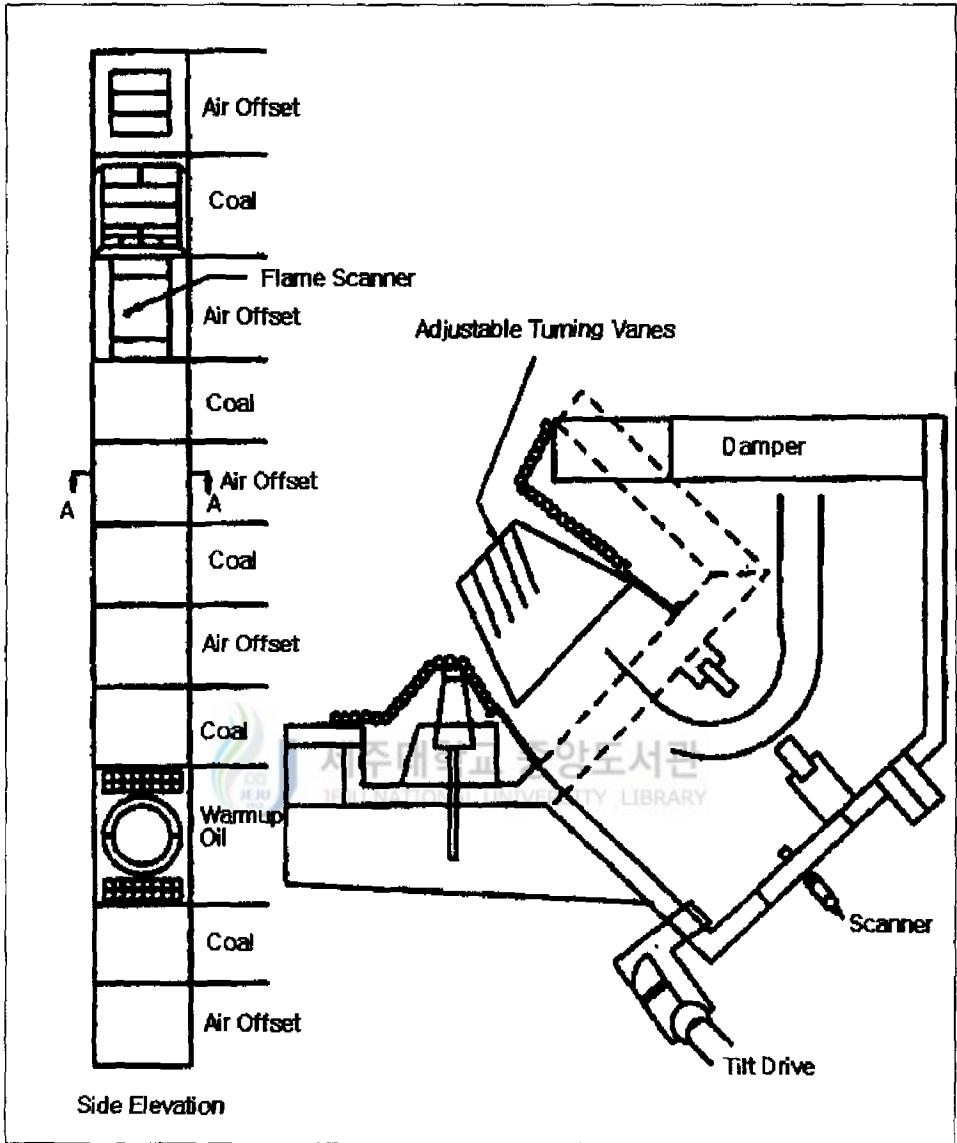 Air Offset
Coal
Flame Scanner
Air Offset
Adjustable Turning Vanes
Coal
Damper
A
A
Air Offset
Coal
Air Offset
Coal
제주대학교 중앙도서관
JEJU NATIONAL UNIVERSITY LIBRARY
JEJU
Warmup
Oil
Scanner
Coal
Air Offset
Tilt Drive
Side Elevation